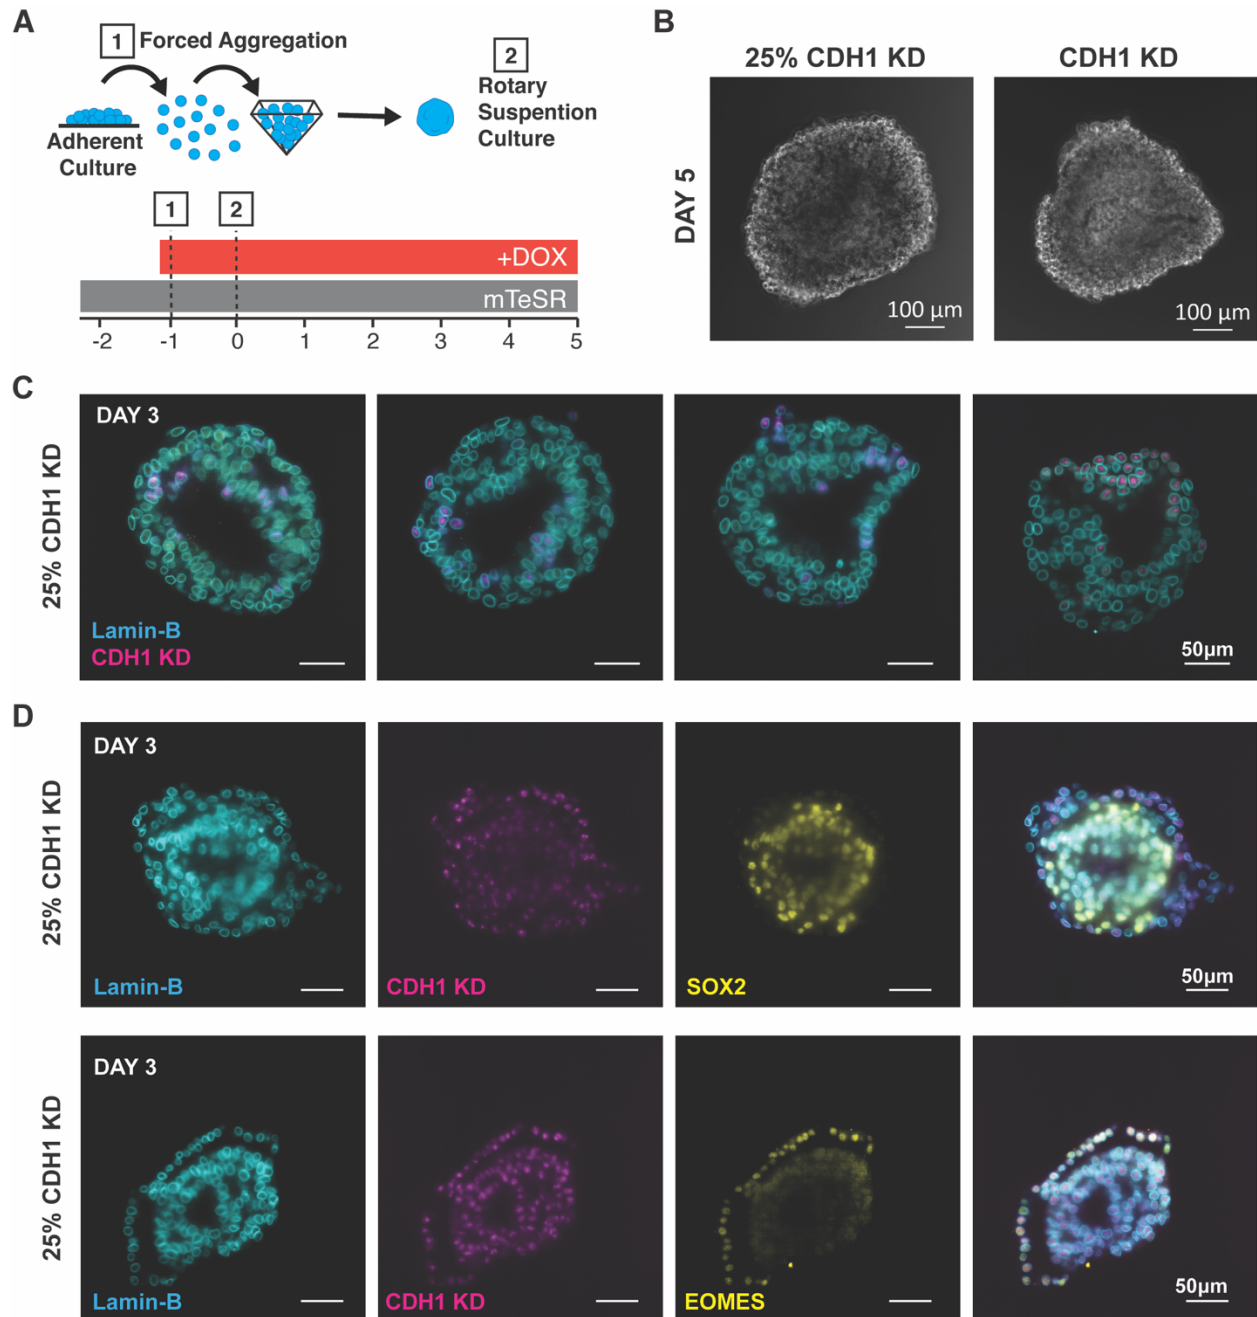 A
1 Forced Aggregation
2
Rotary
Suspention
Culture
Adherent
Culture
1 2
+DOX
mTeSR
-2 -1 0 1 2 3 4 5
B
25% CDH1 KD CDH1 KD
DAY 5
100 µm 100 µm
C
25% CDH1 KD
DAY 3
Lamin-B
CDH1 KD
50µm
D
25% CDH1 KD
DAY 3
Lamin-B CDH1 KD SOX2 50µm
25% CDH1 KD
DAY 3
Lamin-B CDH1 KD EOMES 50µm